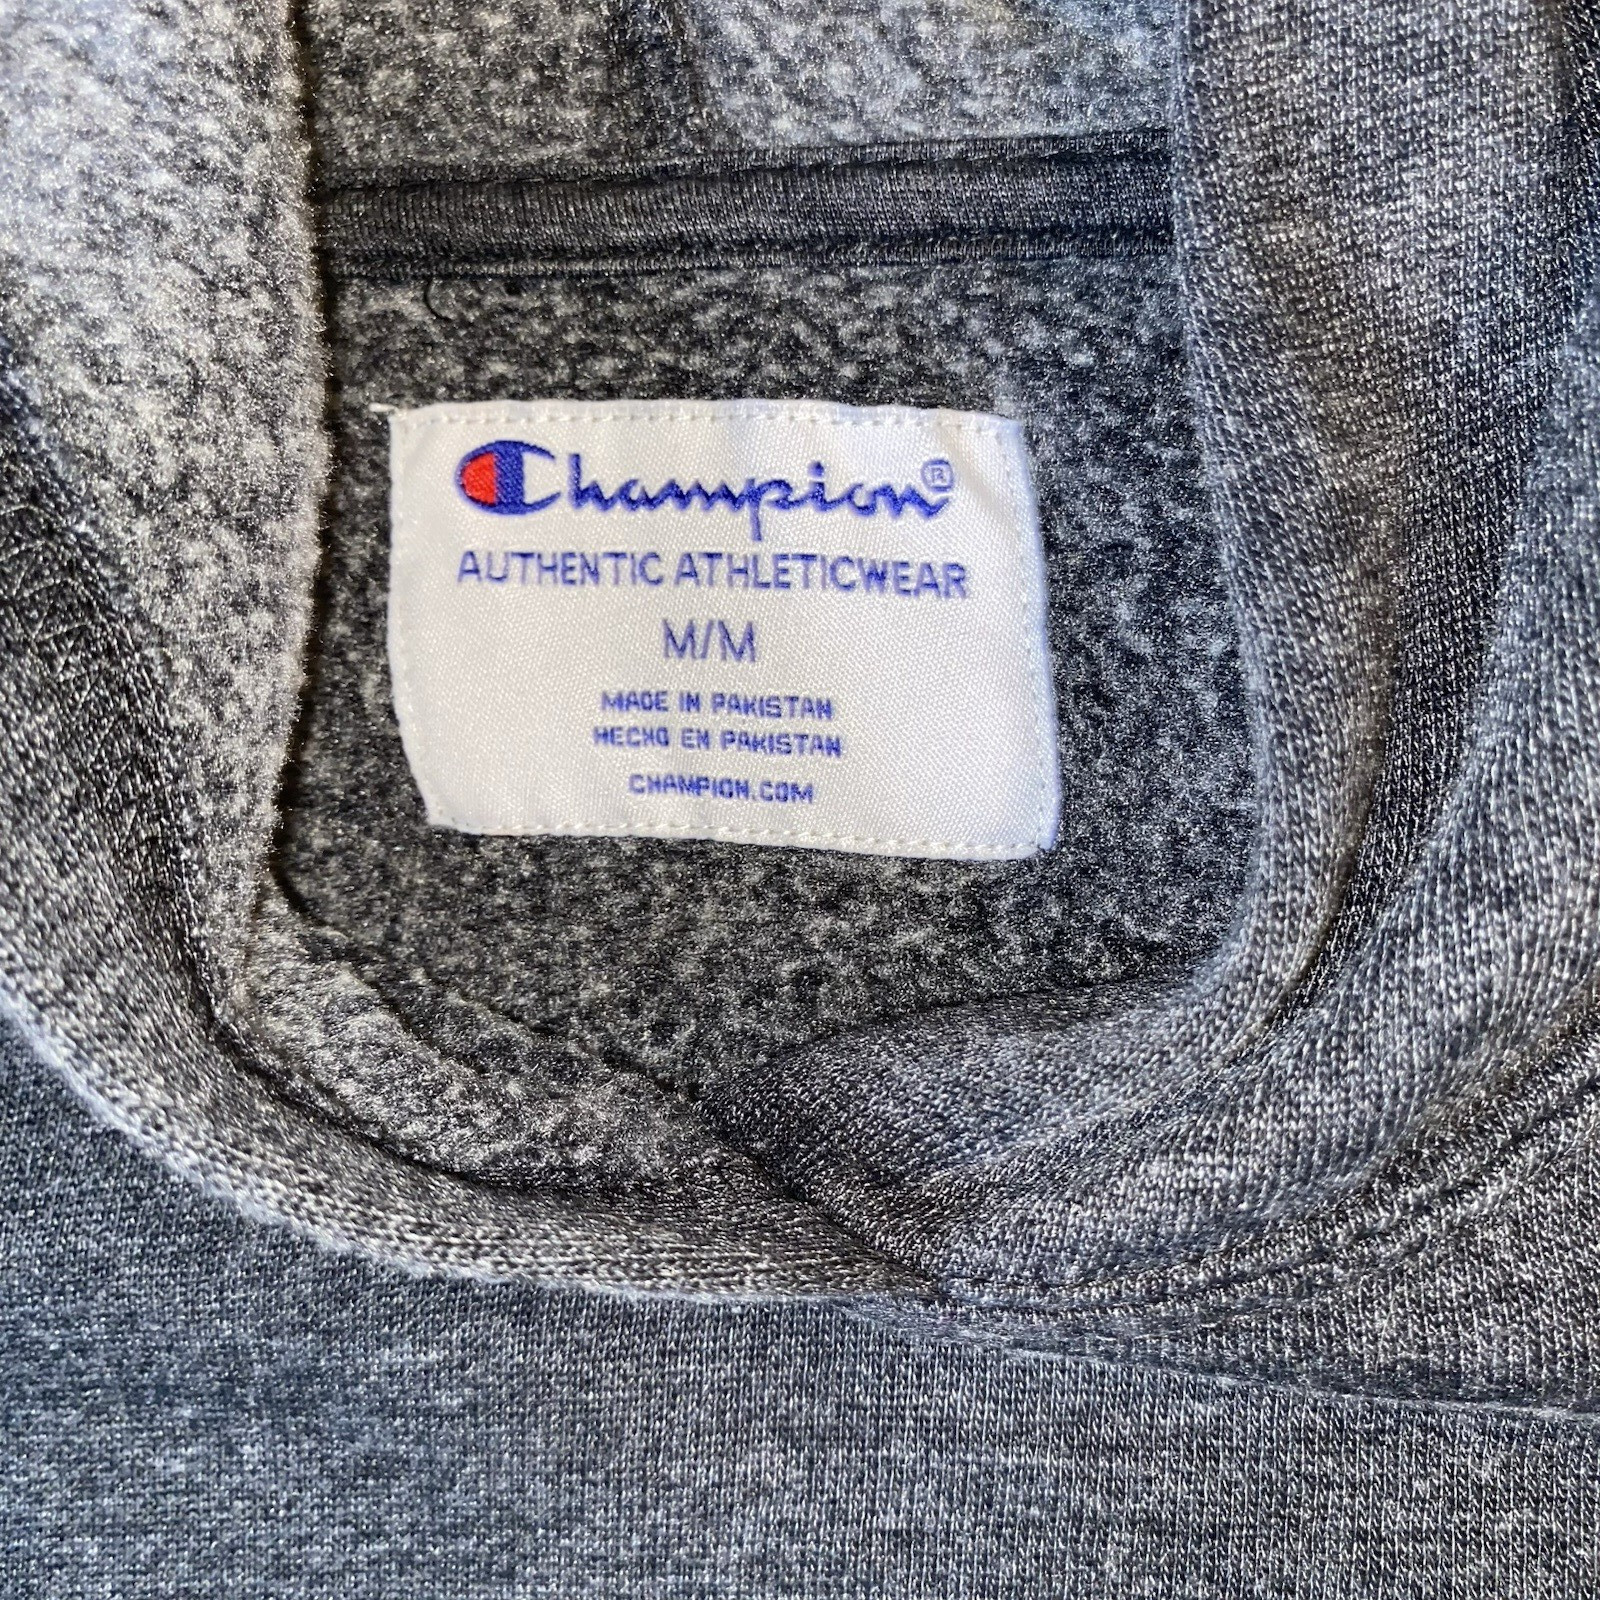 Champion®
AUTHENTIC ATHLETICWEAR
M/M
MADE IN PAKISTAN
HECHO EN PAKISTAN
CHAMPION.COM